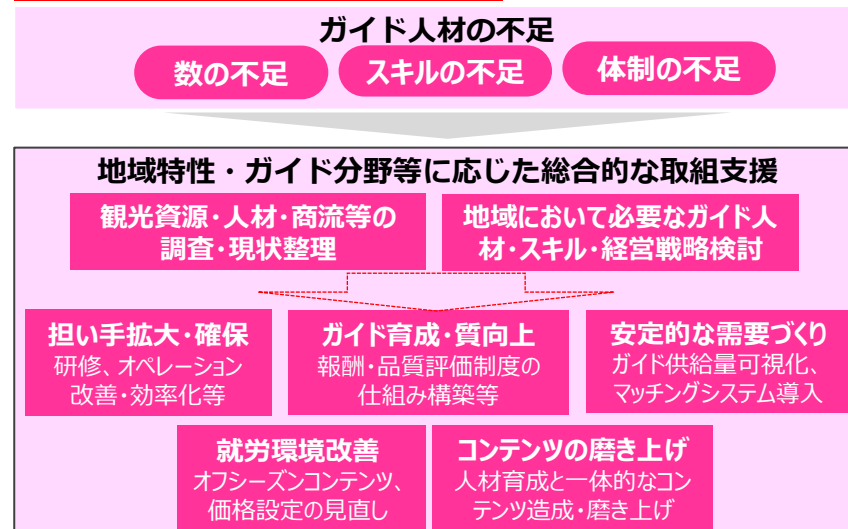 ガイド人材の不足
数の不足
スキルの不足
体制の不足
地域特性・ガイド分野等に応じた総合的な取組支援
観光資源・人材・商流等の
調査・現状整理
地域において必要なガイド人
材・スキル・経営戦略検討
担い手拡大・確保
研修、オペレーション
改善・効率化等
ガイド育成・質向上
報酬・品質評価制度の
仕組み構築等
安定的な需要づくり
ガイド供給量可視化、
マッチングシステム導入
就労環境改善
オフシーズンコンテンツ、
価格設定の見直し
コンテンツの磨き上げ
人材育成と一体的なコン
テンツ造成・磨き上げ